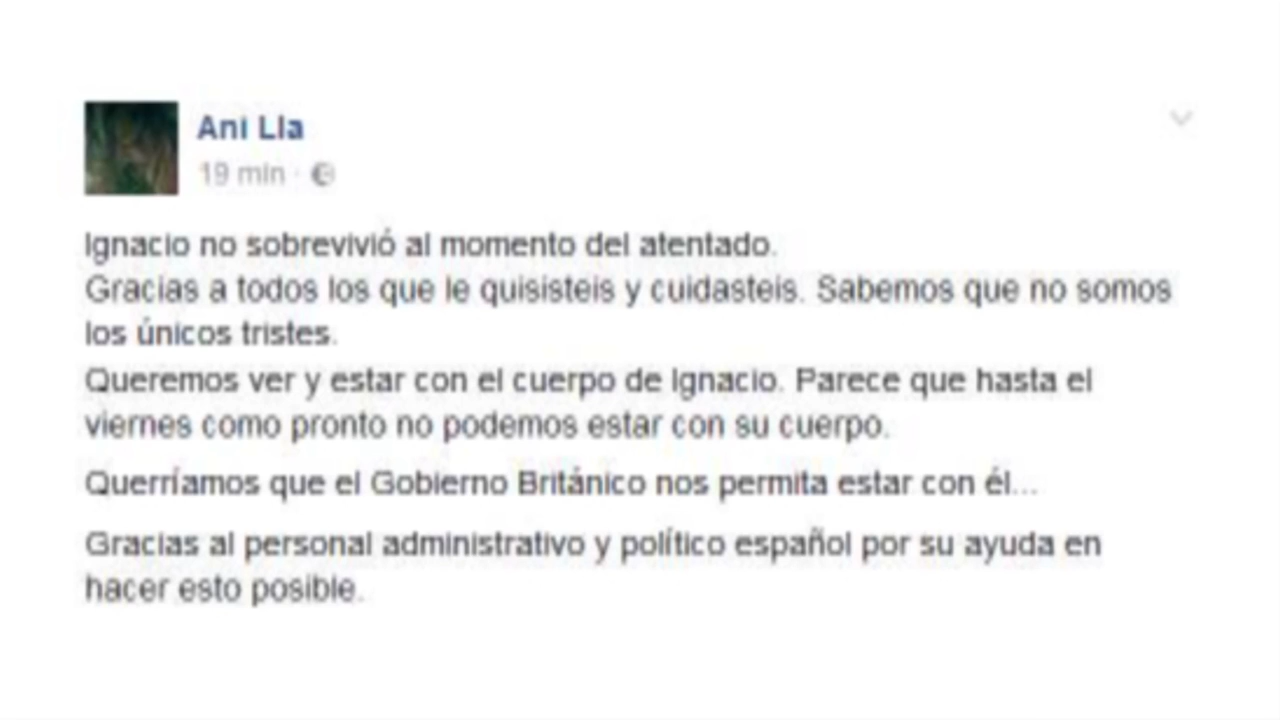 Ani Lla
19 min ·
Ignacio no sobrevivió al momento del atentado.
Gracias a todos los que le quisisteis y cuidasteis. Sabemos que no somos
los únicos tristes.
Queremos ver y estar con el cuerpo de Ignacio. Parece que hasta el
viernes como pronto no podemos estar con su cuerpo.
Querríamos que el Gobierno Británico nos permita estar con él...
Gracias al personal administrativo y político español por su ayuda en
hacer esto posible.